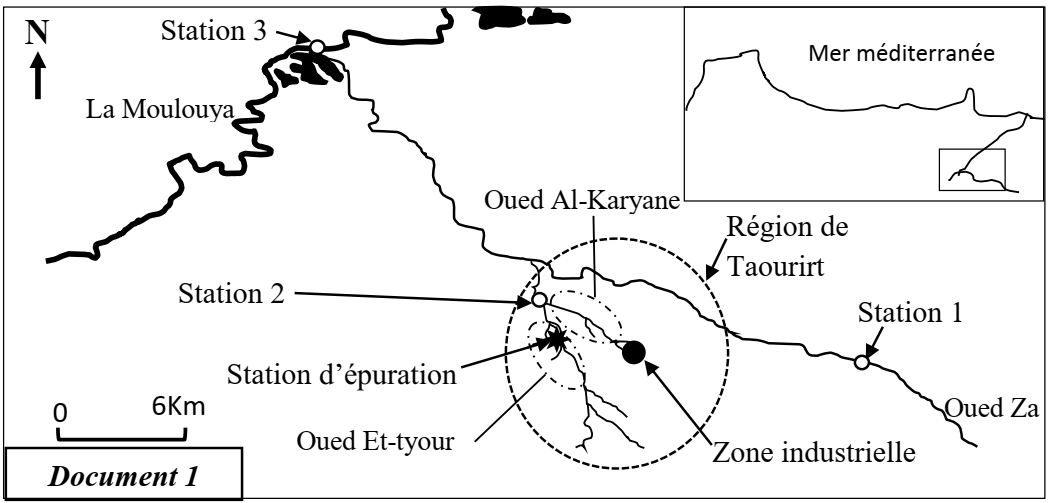 N
Station 3
Mer méditerranée
La Moulouya
Oued Al-Karyane
Région de
Taourirt
Station 2
Station 1
Station d’épuration
0
6Km
Oued Za
Oued Et-tyour
Zone industrielle
Document 1